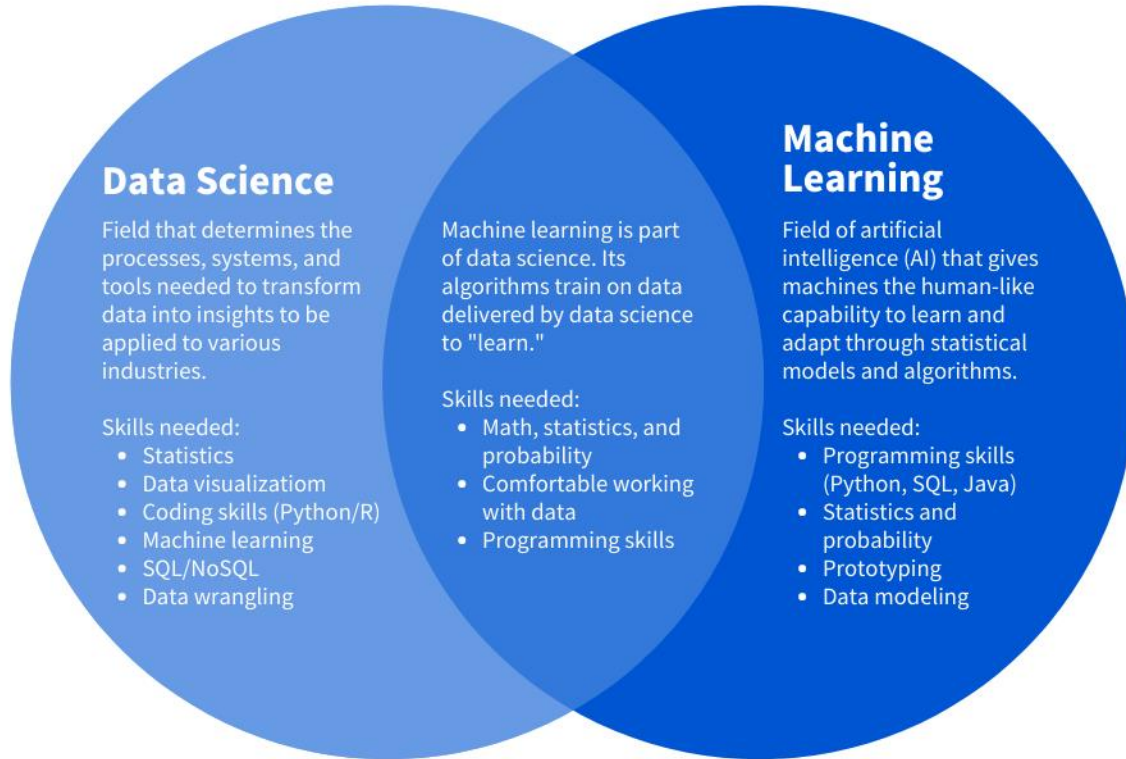 Data Science
Field that determines the
processes, systems, and
tools needed to transform
data into insights to be
applied to various
industries.
Skills needed:
• Statistics
• Data visualizatiom
• Coding skills (Python/R)
• Machine learning
• SQL/NoSQL
• Data wrangling
Machine learning is part
of data science. Its
algorithms train on data
delivered by data science
to "learn."
Skills needed:
• Math, statistics, and
probability
• Comfortable working
with data
• Programming skills
Machine
Learning
Field of artificial
intelligence (AI) that gives
machines the human-like
capability to learn and
adapt through statistical
models and algorithms.
Skills needed:
• Programming skills
(Python, SQL, Java)
• Statistics and
probability
• Prototyping
• Data modeling